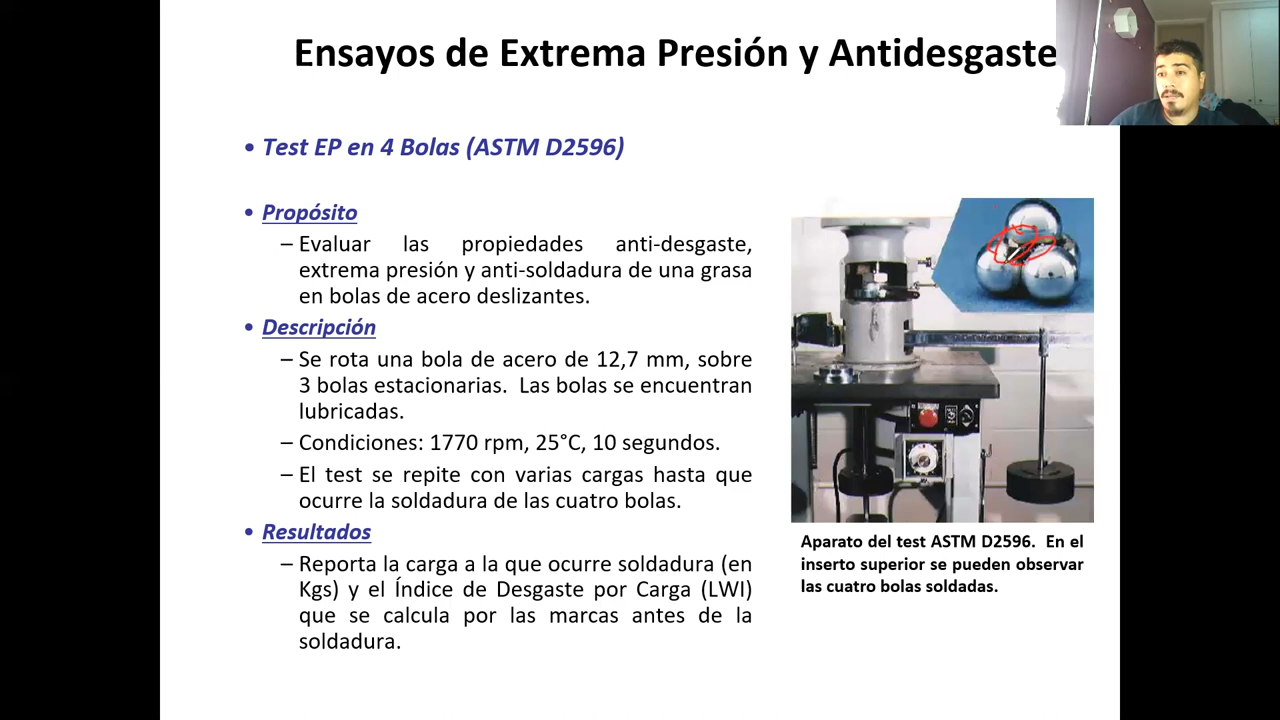 Ensayos de Extrema Presión y Antidesgaste
• Test EP en 4 Bolas (ASTM D2596)
• Propósito
– Evaluar las propiedades anti-desgaste,
extrema presión y anti-soldadura de una grasa
en bolas de acero deslizantes.
• Descripción
– Se rota una bola de acero de 12,7 mm, sobre
3 bolas estacionarias. Las bolas se encuentran
lubricadas.
– Condiciones: 1770 rpm, 25°C, 10 segundos.
– El test se repite con varias cargas hasta que
ocurre la soldadura de las cuatro bolas.
• Resultados
– Reporta la carga a la que ocurre soldadura (en
Kgs) y el Índice de Desgaste por Carga (LWI)
que se calcula por las marcas antes de la
soldadura.
Aparato del test ASTM D2596. En el
inserto superior se pueden observar
las cuatro bolas soldadas.